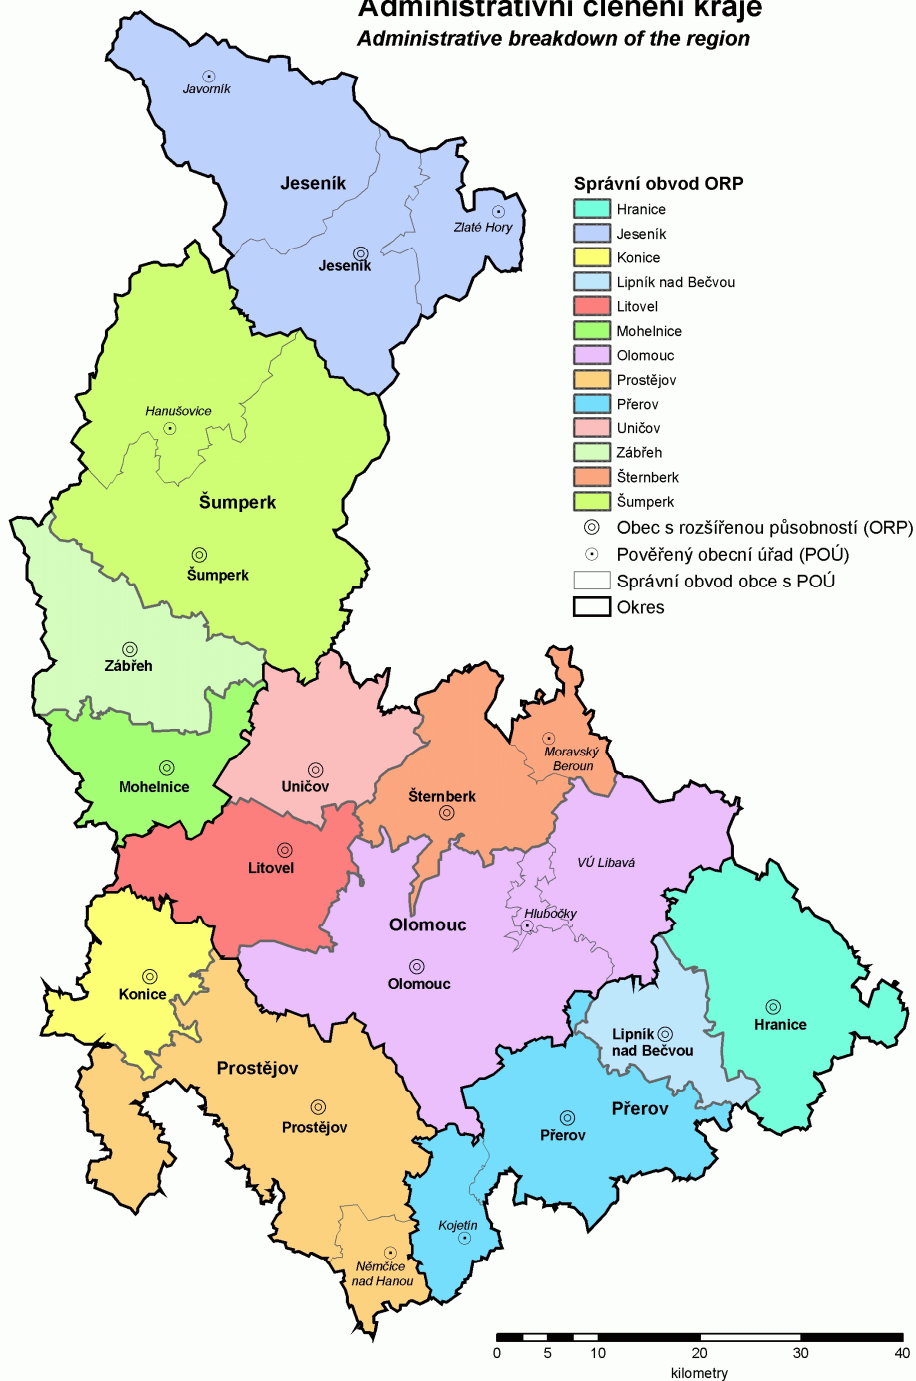 Administrativní členění kraje
Administrative breakdown of the region
Javorník
Jeseník
Zlaté Hory
Jeseník
Správní obvod ORP
Hranice
Jeseník
Konice
Lipník nad Bečvou
Litovel
Mohelnice
Olomouc
Prostějov
Přerov
Uničov
Zábřeh
Šternberk
Šumperk
Obec s rozšířenou působností (ORP)
Pověřený obecní úřad (POÚ)
Správní obvod obce s POÚ
Okres
Hanušovice
Šumperk
Šumperk
Zábřeh
Mohelnice
Uničov
Šternberk
Moravský
Beroun
Litovel
VÚ Libavá
Hlubočky
Olomouc
Olomouc
Konice
Hranice
Lipník
nad Bečvou
Prostějov
Prostějov
Přerov
Přerov
Kojetín
Němčice
nad Hanou
0 5 10 20 30 40
kilometry